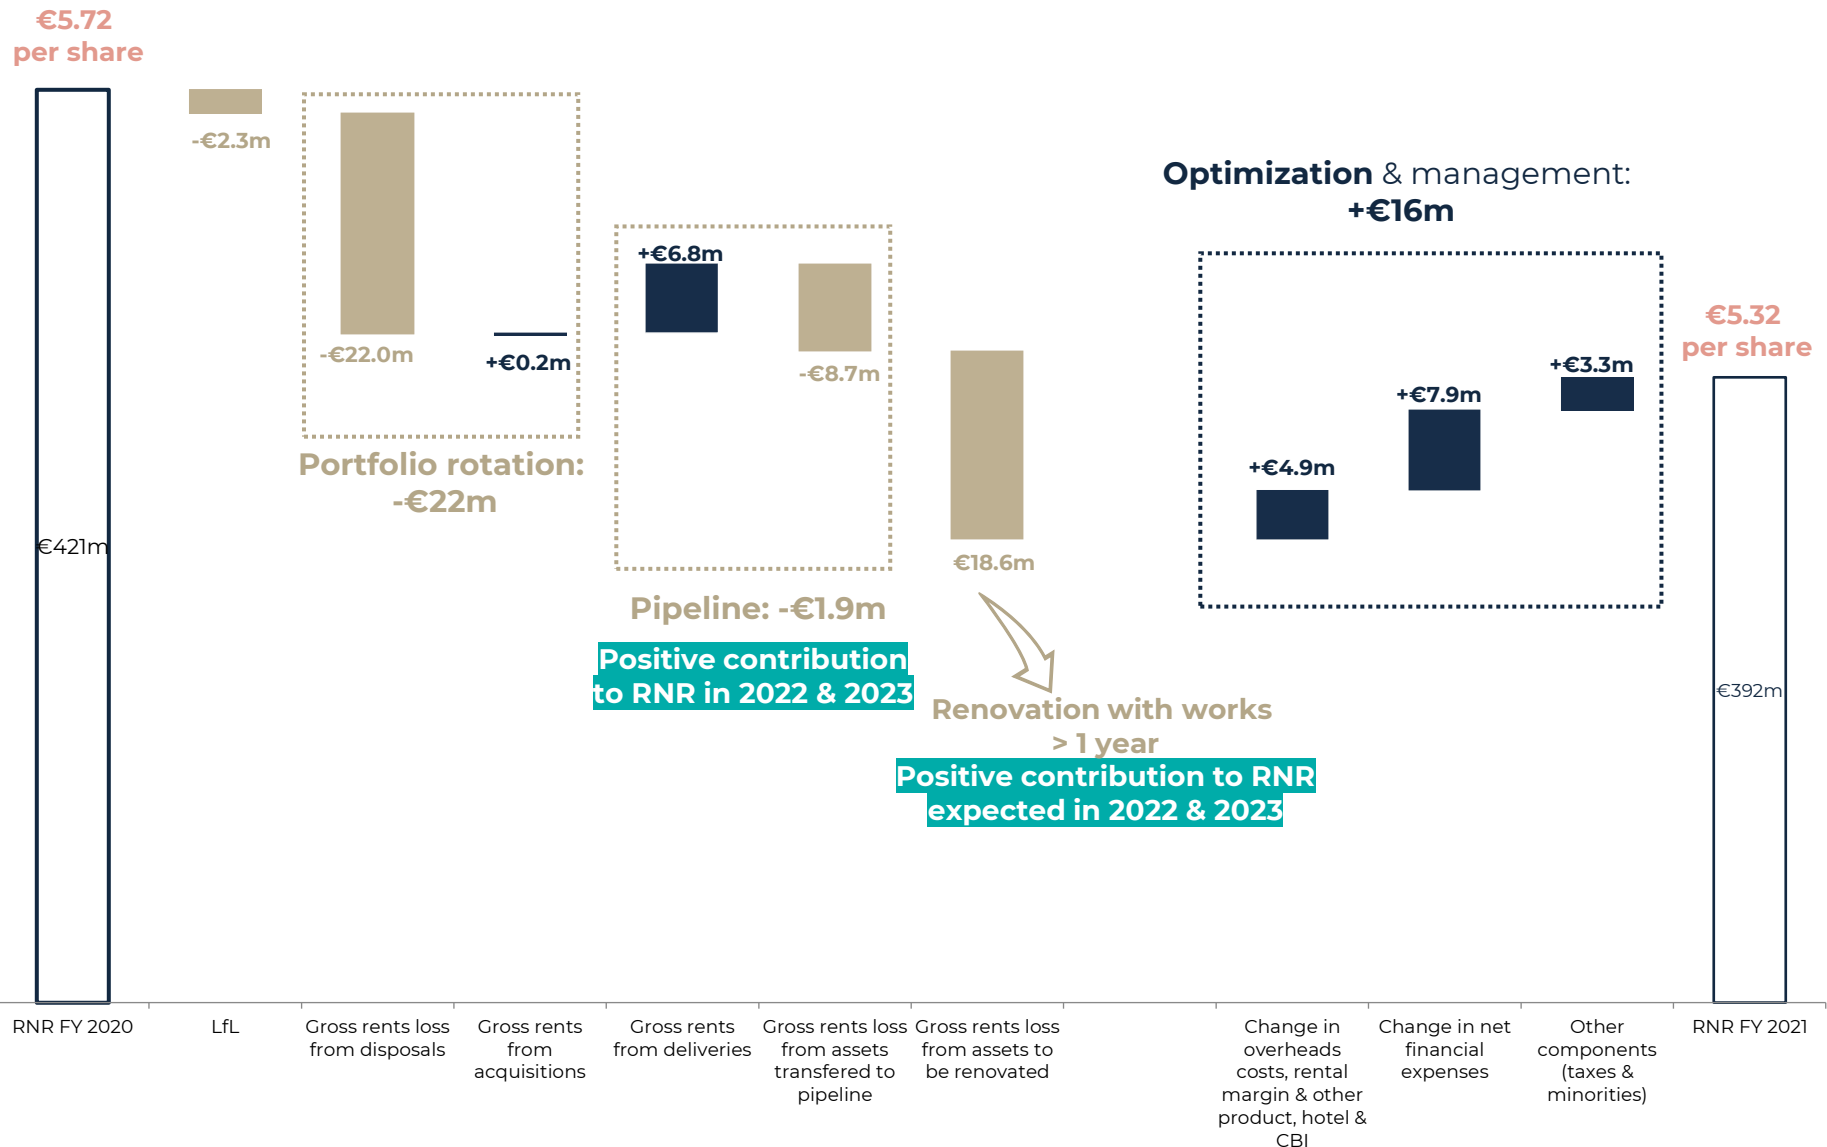 €5.72
per share
-€2.3m
-€22.0m
+€0.2m
Portfolio rotation:
-€22m
€421m
+€6.8m
-€8.7m
€18.6m
Pipeline: -€1.9m
Positive contribution
to RNR in 2022 & 2023
Renovation with works
> 1 year
Positive contribution to RNR
expected in 2022 & 2023
Optimization & management:
+€16m
+€4.9m
+€7.9m
+€3.3m
€5.32
per share
€392m
RNR FY 2020
LfL
Gross rents loss
from disposals
Gross rents
from
acquisitions
Gross rents
from deliveries
Gross rents loss
from assets
transfered to
pipeline
Gross rents loss
from assets to
be renovated
Change in
overheads
costs, rental
margin & other
product, hotel &
CBI
Change in net
financial
expenses
Other
components
(taxes &
minorities)
RNR FY 2021